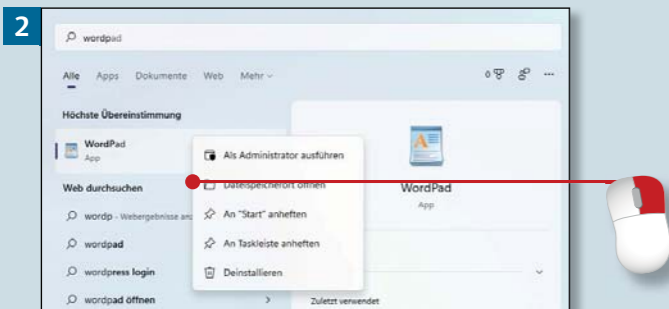 2
wordpad
Alle Apps Dokumente Web Mehr
0
Höchste Übereinstimmung
WordPad
App
Als Administrator ausführen
Dateispeicherort öffnen
WordPad
App
Web durchsuchen
wordp - Webergebnisse
An "Start" anheften
wordpad
An Taskleiste anheften
wordpress login
Deinstallieren
wordpad öffnen
Zuletzt verwendet